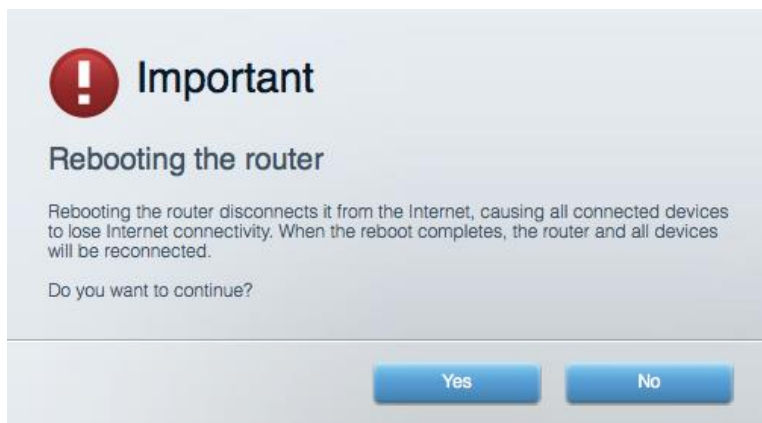 Important
Rebooting the router
Rebooting the router disconnects it from the Internet, causing all connected devices
to lose Internet connectivity. When the reboot completes, the router and all devices
will be reconnected.
Do you want to continue?
Yes No